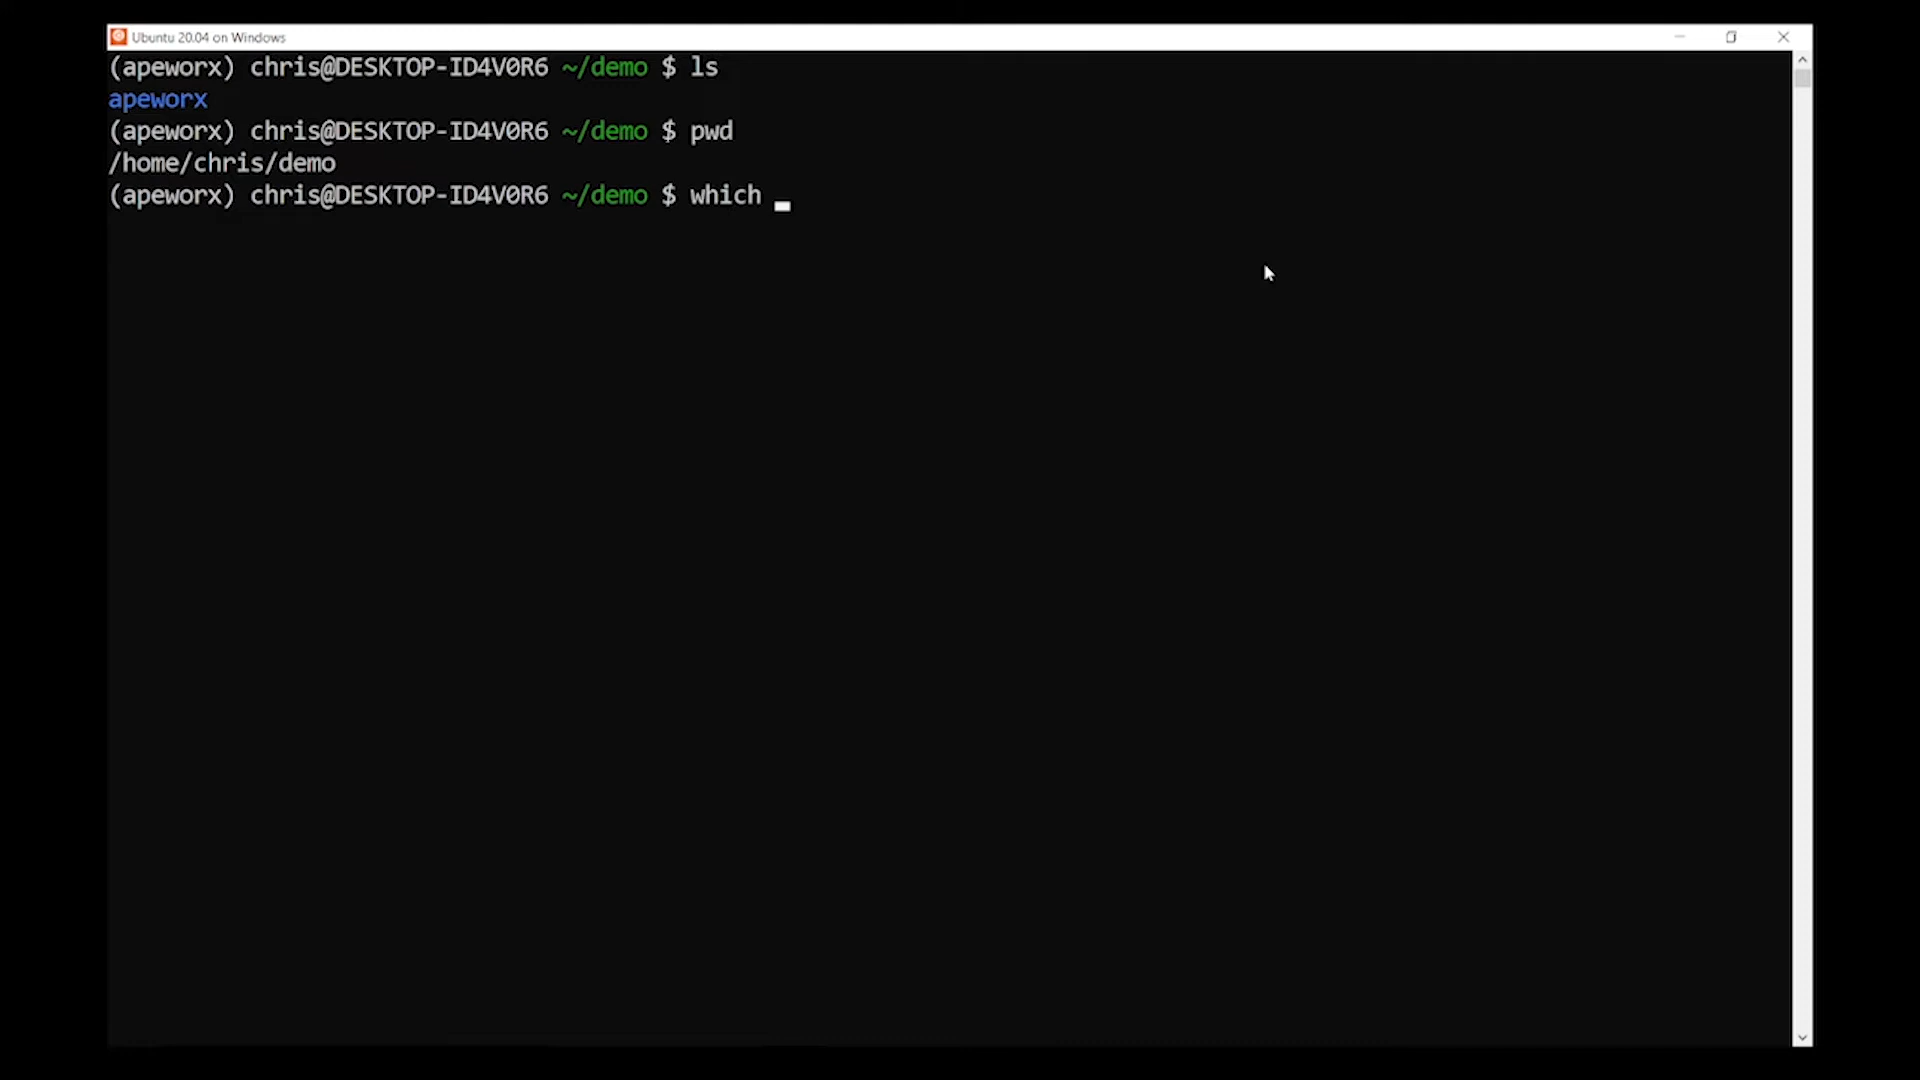 Ubuntu 20.04 on Windows
(apeworx) chris@DESKTOP-ID4V0R6 ~/demo $ ls
apeworx
(apeworx) chris@DESKTOP-ID4V0R6 ~/demo $ pwd
/home/chris/demo
(apeworx) chris@DESKTOP-ID4V0R6 ~/demo $ which